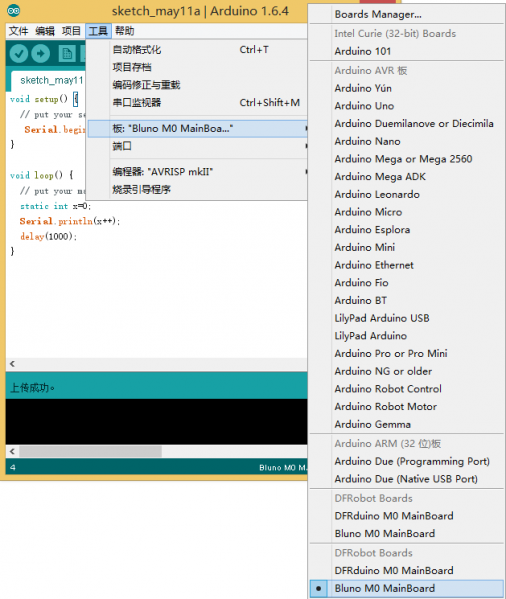 sketch_may11a | Arduino 1.6.4
文件 编辑 项目 工具 帮助
sketch_may11
void setup() {
// put your se
Serial.begin
}
void loop() {
// put your ma
static int x=0;
Serial.println(x++);
delay(1000);
}
自动格式化 Ctrl+T
项目存档
编码修正与重载
串口监视器 Ctrl+Shift+M
板: "Bluno M0 MainBoa..."
端口
编程器: "AVRISP mkII"
烧录引导程序
上传成功。
4 Bluno M0 M
Boards Manager...
Intel Curie (32-bit) Boards
Arduino 101
Arduino AVR 板
Arduino Yún
Arduino Uno
Arduino Duemilanove or Diecimila
Arduino Nano
Arduino Mega or Mega 2560
Arduino Mega ADK
Arduino Leonardo
Arduino Micro
Arduino Esplora
Arduino Mini
Arduino Ethernet
Arduino Fio
Arduino BT
LilyPad Arduino USB
LilyPad Arduino
Arduino Pro or Pro Mini
Arduino NG or older
Arduino Robot Control
Arduino Robot Motor
Arduino Gemma
Arduino ARM (32 位)板
Arduino Due (Programming Port)
Arduino Due (Native USB Port)
DFRobot Boards
DFRduino M0 MainBoard
Bluno M0 MainBoard
DFRobot Boards
DFRduino M0 MainBoard
Bluno M0 MainBoard